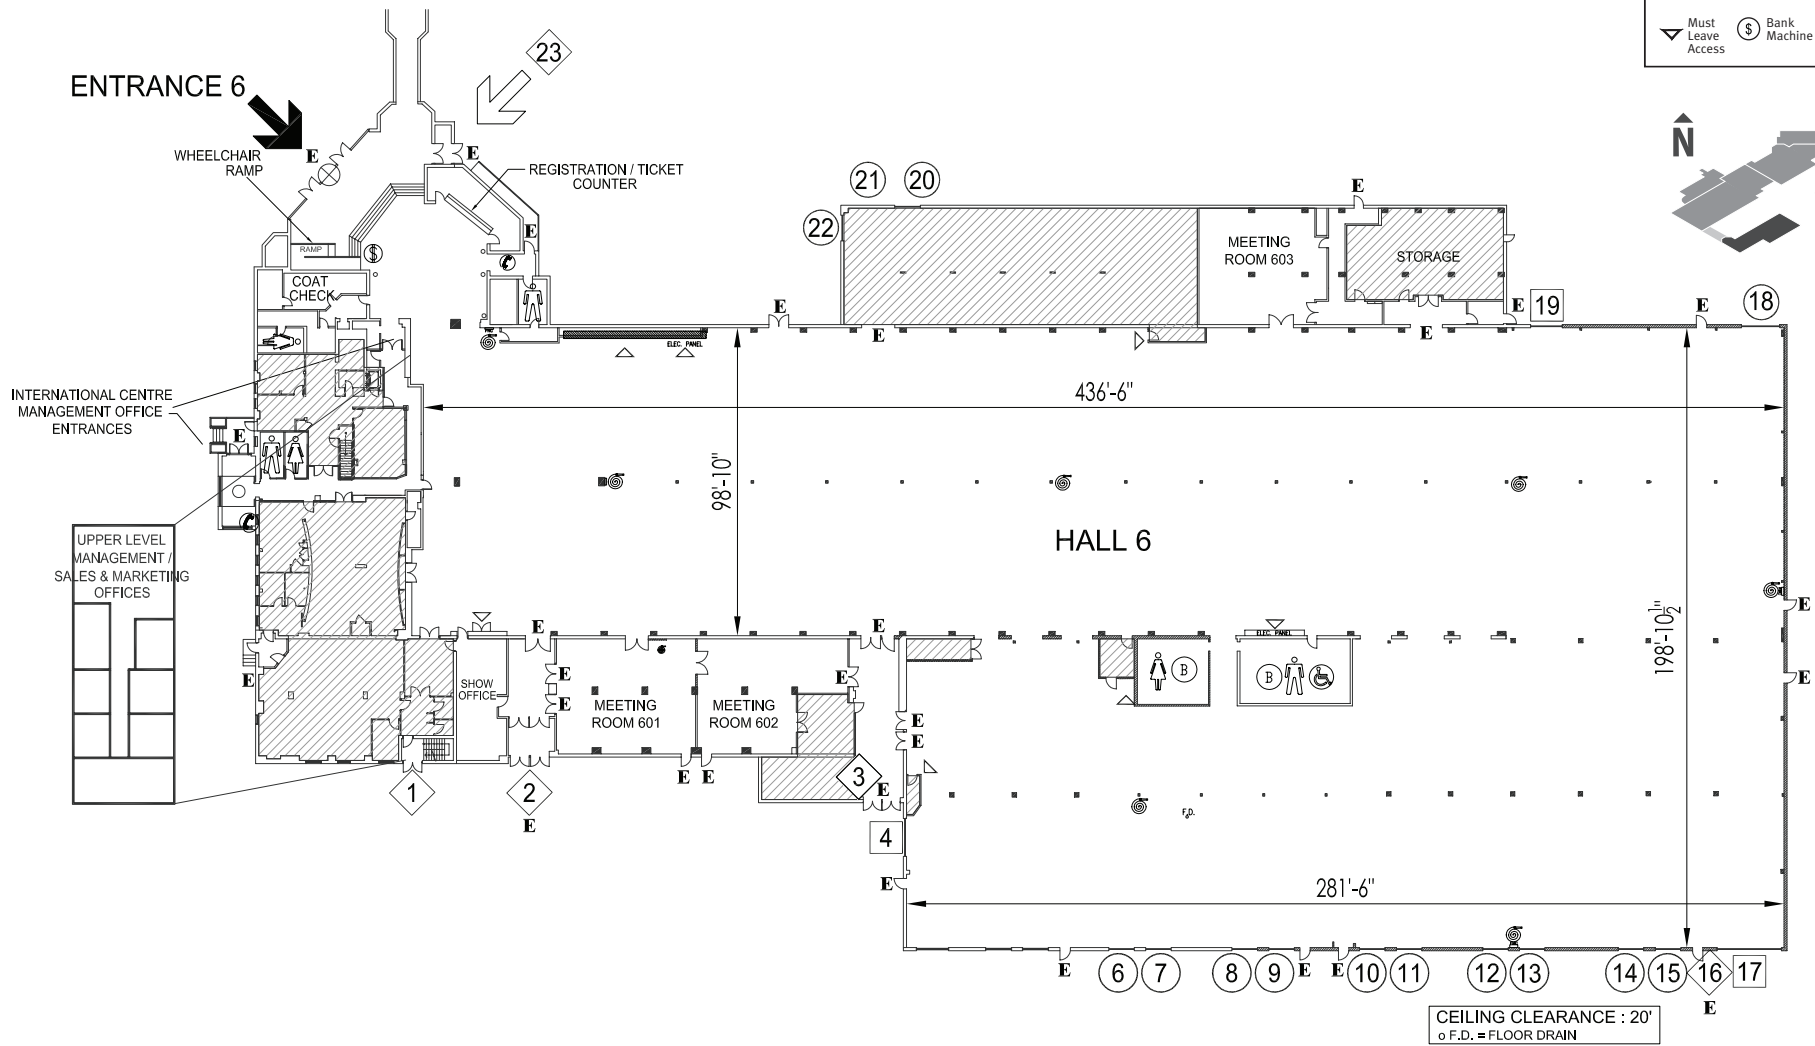 Must
Leave
Access
$
Bank
Machine
23
ENTRANCE 6
N
WHEELCHAIR
RAMP
E
E
REGISTRATION / TICKET
COUNTER
21
20
E
22
E
RAMP
$
MEETING
ROOM 603
STORAGE
COAT
CHECK
E
E
19
E
18
E
E
ELEC. PANEL
INTERNATIONAL CENTRE
MANAGEMENT OFFICE
ENTRANCES
436'-6"
E
98'-10"
HALL 6
UPPER LEVEL
MANAGEMENT /
SALES & MARKETING
OFFICES
198'-10 1/2"
E
E
E
ELEC. PANEL
E
SHOW
OFFICE
E
E
MEETING
ROOM 601
MEETING
ROOM 602
E
B
B
E
E
E
E
E
3
E
1
2
E
4
F.D.
E
281'-6"
E
6
7
8
9
E
E
10
11
12
13
14
15
16
17
E
CEILING CLEARANCE : 20'
o F.D. = FLOOR DRAIN